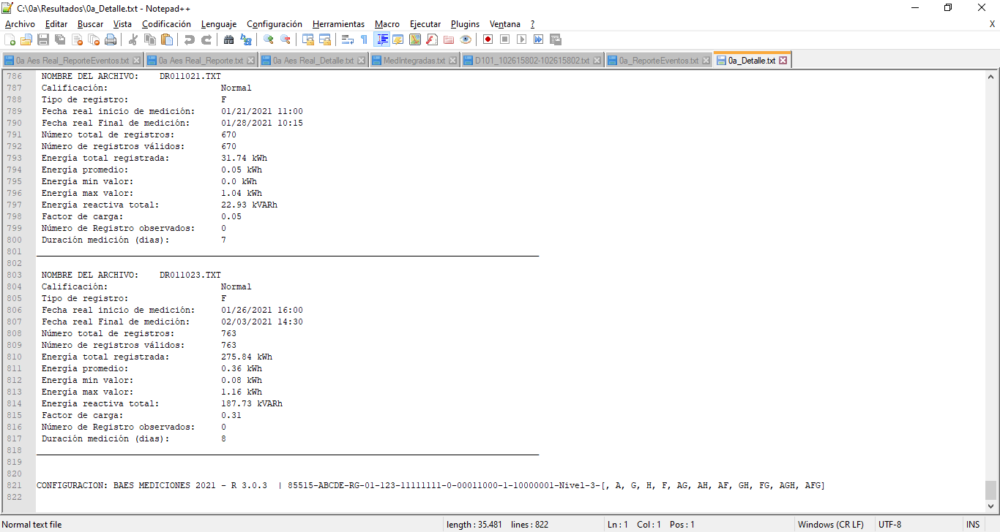 C:\0a\Resultados\0a_Detalle.txt - Notepad++
Archivo Editar Buscar Vista Codificación Lenguaje Configuración Herramientas Macro Ejecutar Plugins Ventana ? X
0a Aes Real_ReporteEventos.txt 0a Aes Real_Reporte.txt 0a Aes Real_Detalle.txt MedIntegradas.txt D101_102615802-102615802.txt 0a_ReporteEventos.txt 0a_Detalle.txt
786 NOMBRE DEL ARCHIVO: DR011021.TXT
787 Calificación: Normal
788 Tipo de registro: F
789 Fecha real inicio de medición: 01/21/2021 11:00
790 Fecha real Final de medición: 01/28/2021 10:15
791 Número total de registros: 670
792 Número de registros válidos: 670
793 Energía total registrada: 31.74 kWh
794 Energía promedio: 0.05 kWh
795 Energía min valor: 0.0 kWh
796 Energía max valor: 1.04 kWh
797 Energía reactiva total: 22.93 kVARh
798 Factor de carga: 0.05
799 Número de Registro observados: 0
800 Duración medición (dias): 7
801
802
803 NOMBRE DEL ARCHIVO: DR011023.TXT
804 Calificación: Normal
805 Tipo de registro: F
806 Fecha real inicio de medición: 01/26/2021 16:00
807 Fecha real Final de medición: 02/03/2021 14:30
808 Número total de registros: 763
809 Número de registros válidos: 763
810 Energía total registrada: 275.84 kWh
811 Energía promedio: 0.36 kWh
812 Energía min valor: 0.08 kWh
813 Energía max valor: 1.16 kWh
814 Energía reactiva total: 187.73 kVARh
815 Factor de carga: 0.31
816 Número de Registro observados: 0
817 Duración medición (dias): 8
818
819
820
821 CONFIGURACION: BAES MEDICIONES 2021 - R 3.0.3 | 85515-ABCDE-RG-01-123-11111111-0-00011000-1-10000001-Nivel-3-[, A, G, H, F, AG, AH, AF, GH, FG, AGH, AFG]
822
Normal text file length : 35.481 lines : 822 Ln : 1 Col : 1 Pos : 1 Windows (CR LF) UTF-8 INS